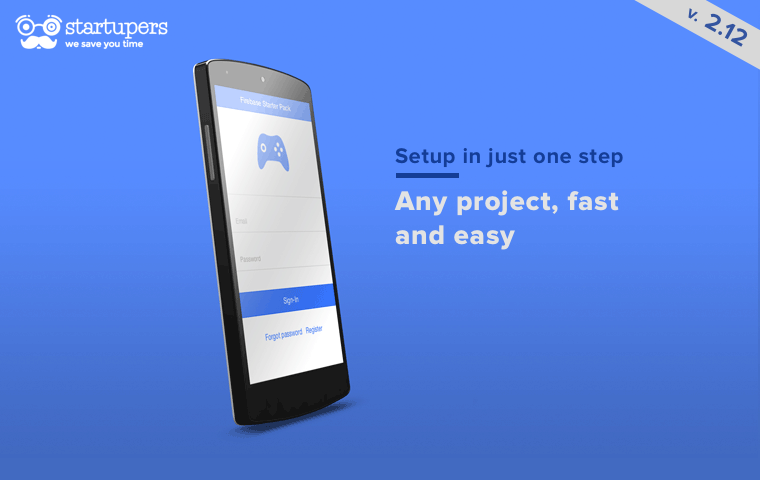 startupers
we save you time
v. 2.12
Firebase Starter Pack
Setup in just one step
Any project, fast
and easy
Email
Password
Sign-In
Forgot password Register